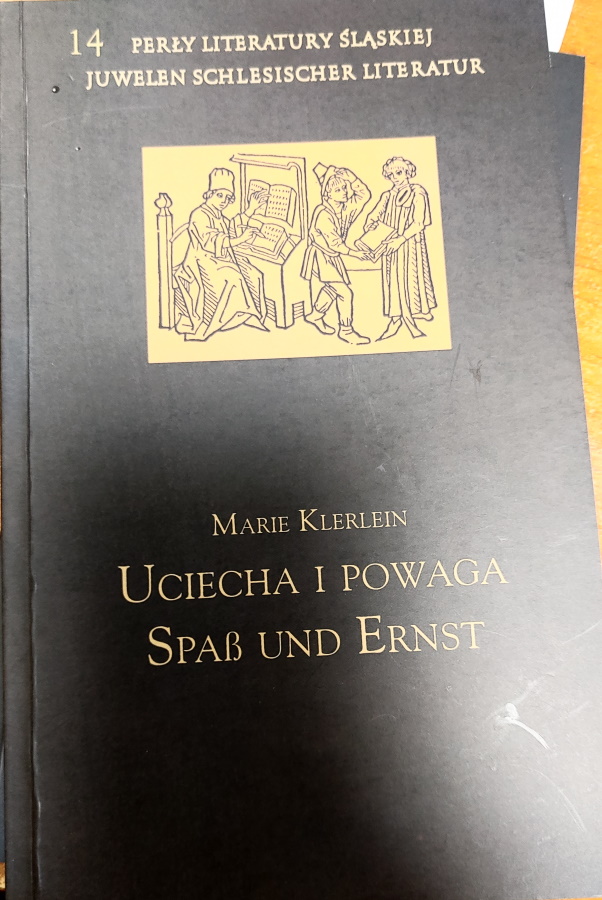 14 PERŁY LITERATURY ŚLĄSKIEJ
JUWELEN SCHLESISCHER LITERATUR
MARIE KLERLEIN
UCIECHA I POWAGA
SPAß UND ERNST